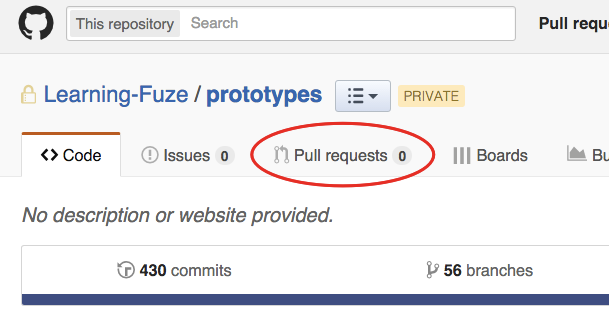 This repository Search Pull requ
Learning-Fuze / prototypes PRIVATE
Code Issues 0 Pull requests 0 Boards Bu
No description or website provided.
430 commits 56 branches